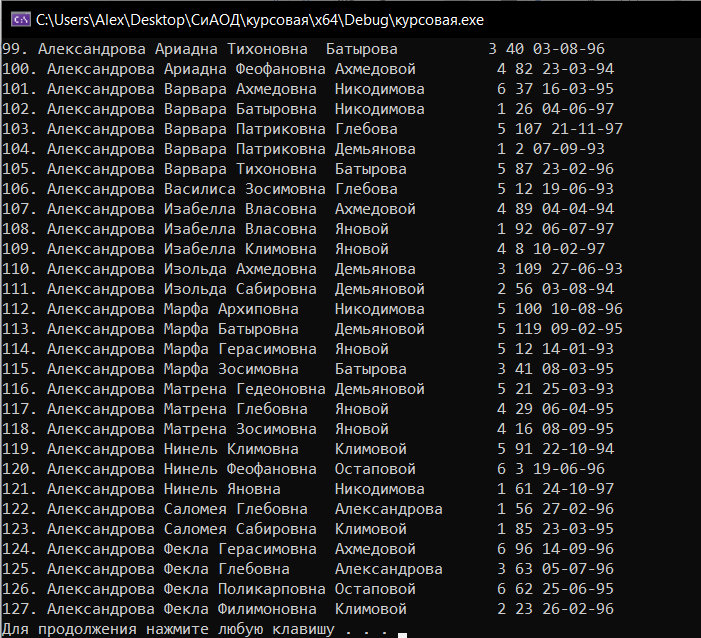 C:\Users\Alex\Desktop\СиАОД\курсовая\x64\Debug\курсовая.exe
99. Александрова Ариадна Тихоновна Батырова 3 40 03-08-96
100. Александрова Ариадна Феофановна Ахмедовой 4 82 23-03-94
101. Александрова Варвара Ахмедовна Никодимова 6 37 16-03-95
102. Александрова Варвара Батыровна Никодимова 1 26 04-06-97
103. Александрова Варвара Патриковна Глебова 5 107 21-11-97
104. Александрова Варвара Патриковна Демьянова 1 2 07-09-93
105. Александрова Варвара Тихоновна Батырова 5 87 23-02-96
106. Александрова Василиса Зосимовна Глебова 5 12 19-06-93
107. Александрова Изабелла Власовна Ахмедовой 4 89 04-04-94
108. Александрова Изабелла Власовна Яновой 1 92 06-07-97
109. Александрова Изабелла Климовна Яновой 4 8 10-02-97
110. Александрова Изольда Ахмедовна Демьянова 3 109 27-06-93
111. Александрова Изольда Сабировна Демьяновой 2 56 03-08-94
112. Александрова Марфа Архиповна Никодимова 5 100 10-08-96
113. Александрова Марфа Батыровна Демьяновой 5 119 09-02-95
114. Александрова Марфа Герасимовна Яновой 5 12 14-01-93
115. Александрова Марфа Зосимовна Батырова 3 41 08-03-95
116. Александрова Матрена Гедеоновна Демьяновой 5 21 25-03-93
117. Александрова Матрена Глебовна Яновой 4 29 06-04-95
118. Александрова Матрена Зосимовна Яновой 4 16 08-09-95
119. Александрова Нинель Климовна Климовой 5 91 22-10-94
120. Александрова Нинель Феофановна Остаповой 6 3 19-06-96
121. Александрова Нинель Яновна Никодимова 1 61 24-10-97
122. Александрова Саломея Глебовна Александрова 1 56 27-02-96
123. Александрова Саломея Сабировна Климовой 1 85 23-03-95
124. Александрова Фекла Герасимовна Ахмедовой 6 96 14-09-96
125. Александрова Фекла Глебовна Александрова 3 63 05-07-96
126. Александрова Фекла Поликарповна Остаповой 6 62 25-06-95
127. Александрова Фекла Филимоновна Климовой 2 23 26-02-96
Для продолжения нажмите любую клавишу . . .